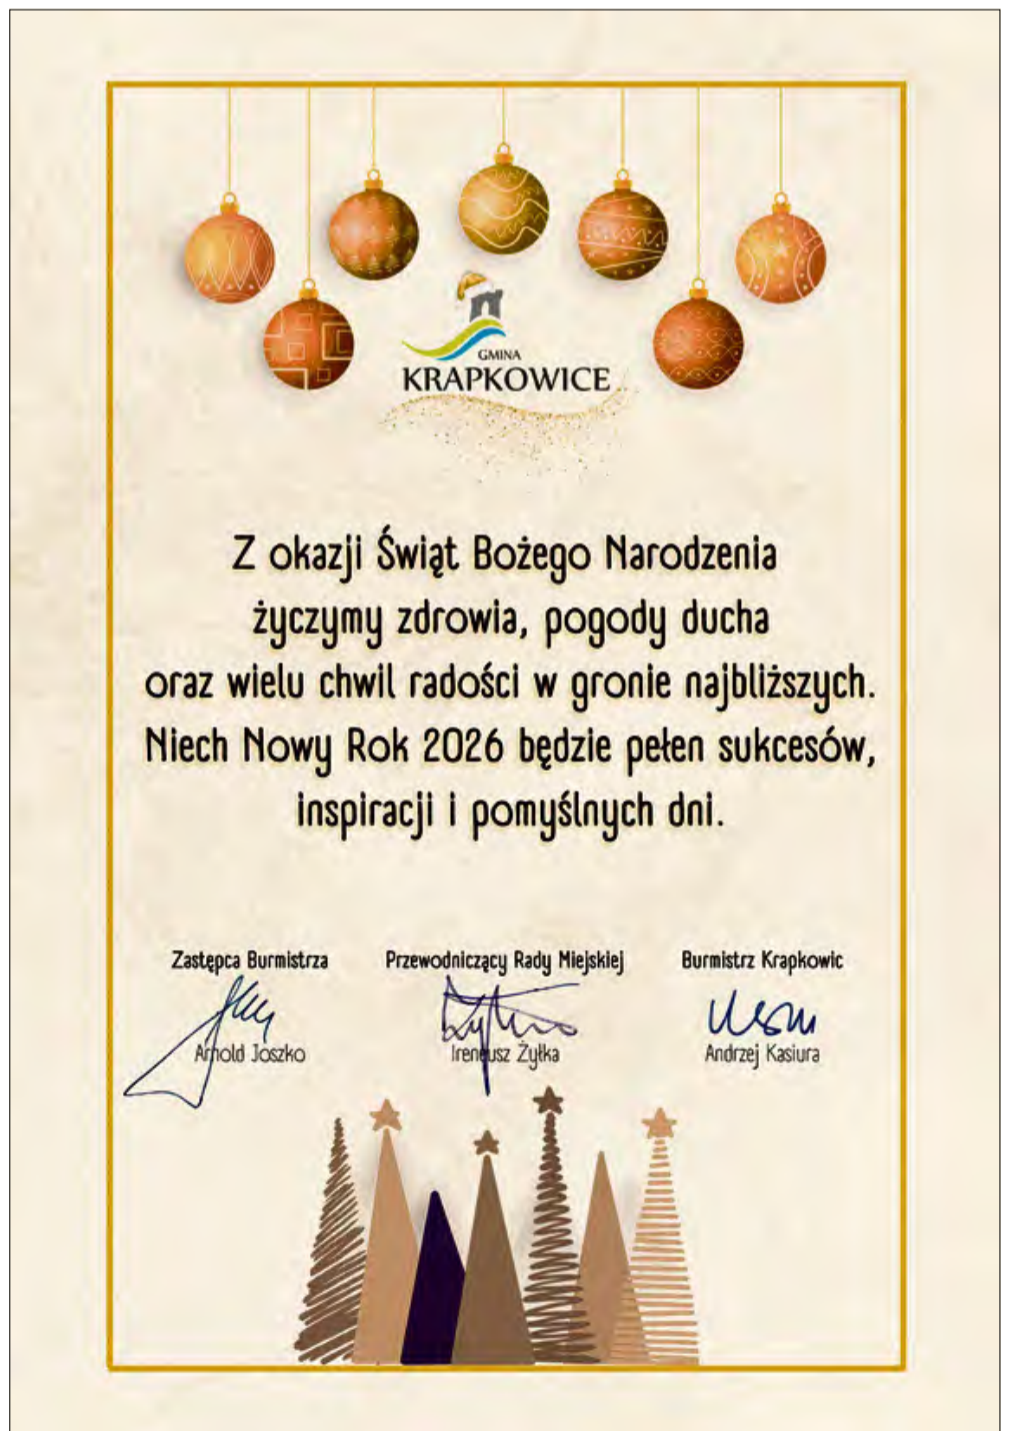 GMINA
KRAPKOWICE
Z okazji Świąt Bożego Narodzenia
życzymy zdrowia, pogody ducha
oraz wielu chwil radości w gronie najbliższych.
Niech Nowy Rok 2026 będzie pełen sukcesów,
inspiracji i pomyślnych dni.
Zastępca Burmistrza
Arnold Joszko
Przewodniczący Rady Miejskiej
Ireneusz Żyłka
Burmistrz Krapkowic
Andrzej Kasiura